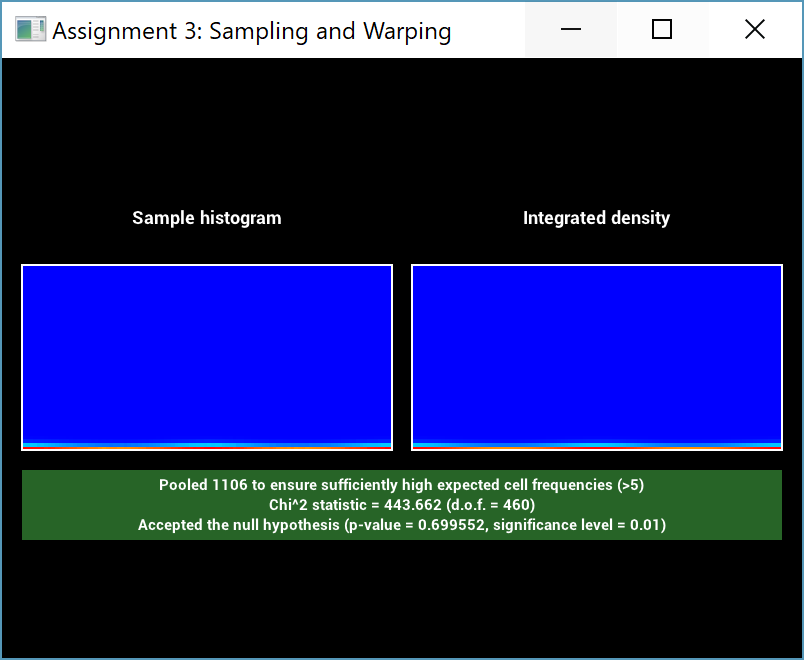 Assignment 3: Sampling and Warping
Sample histogram
Integrated density
Pooled 1106 to ensure sufficiently high expected cell frequencies (>5)
Chi^2 statistic = 443.662 (d.o.f. = 460)
Accepted the null hypothesis (p-value = 0.699552, significance level = 0.01)